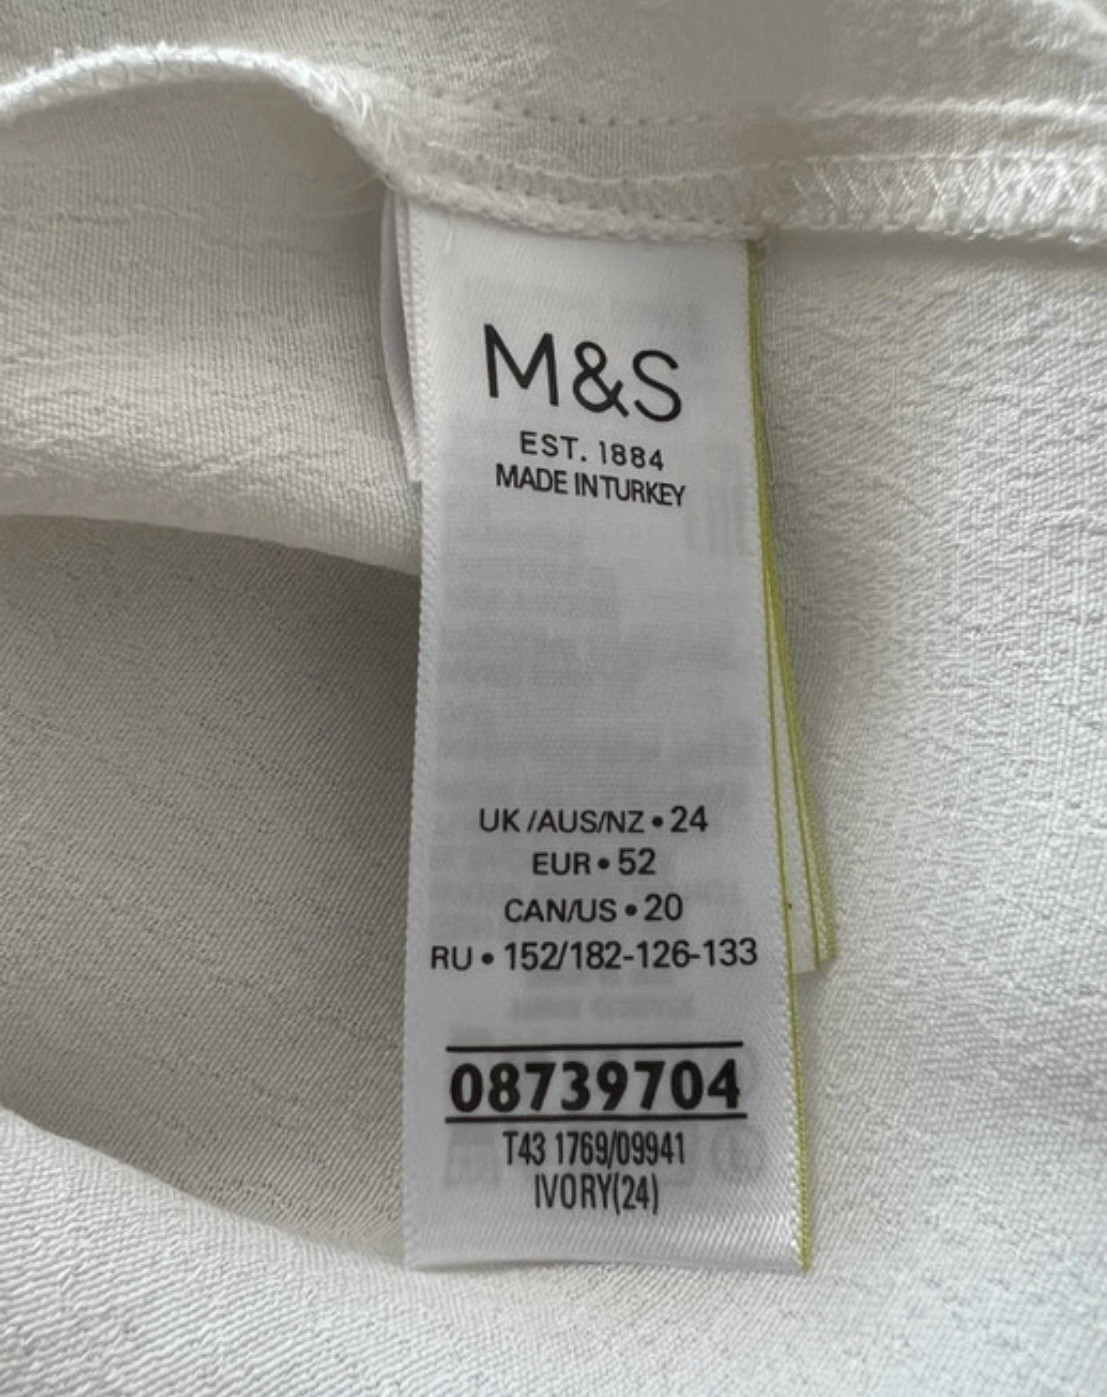 M&S
EST. 1884
MADE IN TURKEY
UK /AUS/NZ • 24
EUR • 52
CAN/US • 20
RU • 152/182-126-133
08739704
T43 1769/09941
IVORY(24)